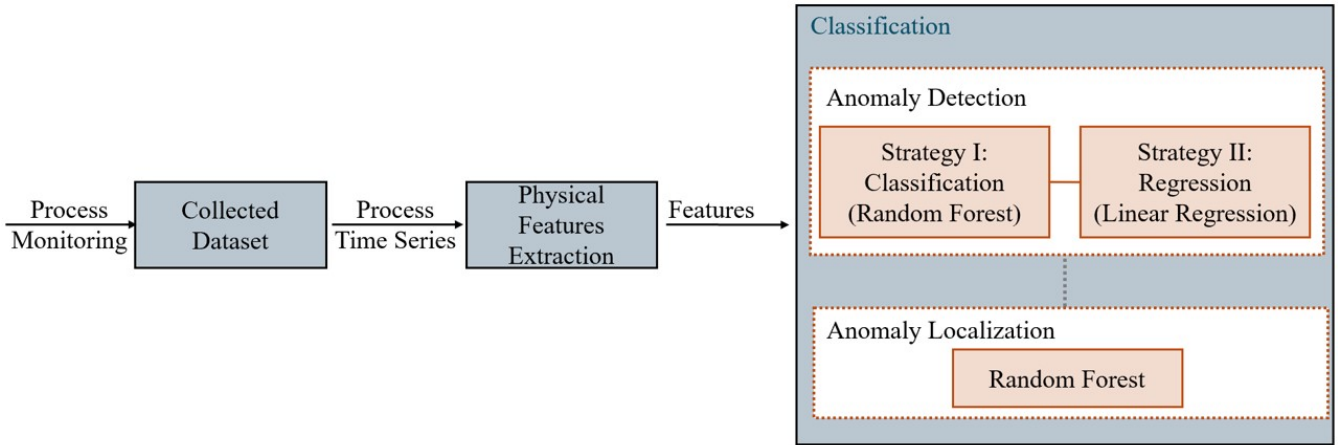 Process
Monitoring
Collected
Dataset
Process
Time Series
Physical
Features
Extraction
Features
Classification
Anomaly Detection
Strategy I:
Classification
(Random Forest)
Strategy II:
Regression
(Linear Regression)
Anomaly Localization
Random Forest